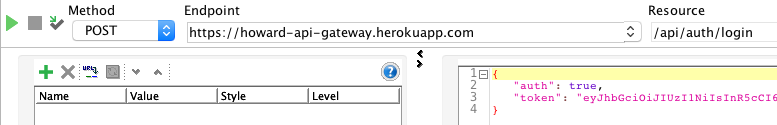 Method Endpoint Resource
POST https://howard-api-gateway.herokuapp.com /api/auth/login
Name Value Style Level
1 {
2 "auth": true,
3 "token": "eyJhbGciOiJIUzI1NiIsInR5cCI6
4 }